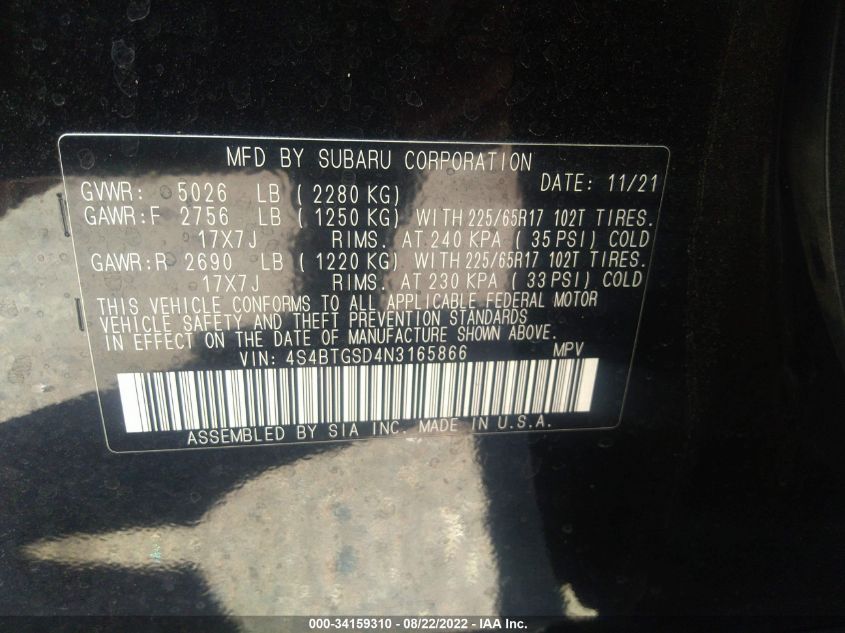 MFD BY SUBARU CORPORATION
DATE: 11/21
GVWR: 5026 LB ( 2280 KG)
GAWR:F 2756 LB ( 1250 KG) WITH 225/65R17 102T TIRES.
17X7J RIMS. AT 240 KPA ( 35 PSI) COLD
GAWR:R 2690 LB ( 1220 KG) WITH 225/65R17 102T TIRES.
17X7J RIMS. AT 230 KPA ( 33 PSI) COLD
THIS VEHICLE CONFORMS TO ALL APPLICABLE FEDERAL MOTOR
VEHICLE SAFETY AND THEFT PREVENTION STANDARDS
IN EFFECT ON THE DATE OF MANUFACTURE SHOWN ABOVE.
VIN: 4S4BTGSD4N3165866 MPV
ASSEMBLED BY SIA INC. MADE IN U.S.A.
000-34159310 - 08/22/2022 - IAA Inc.